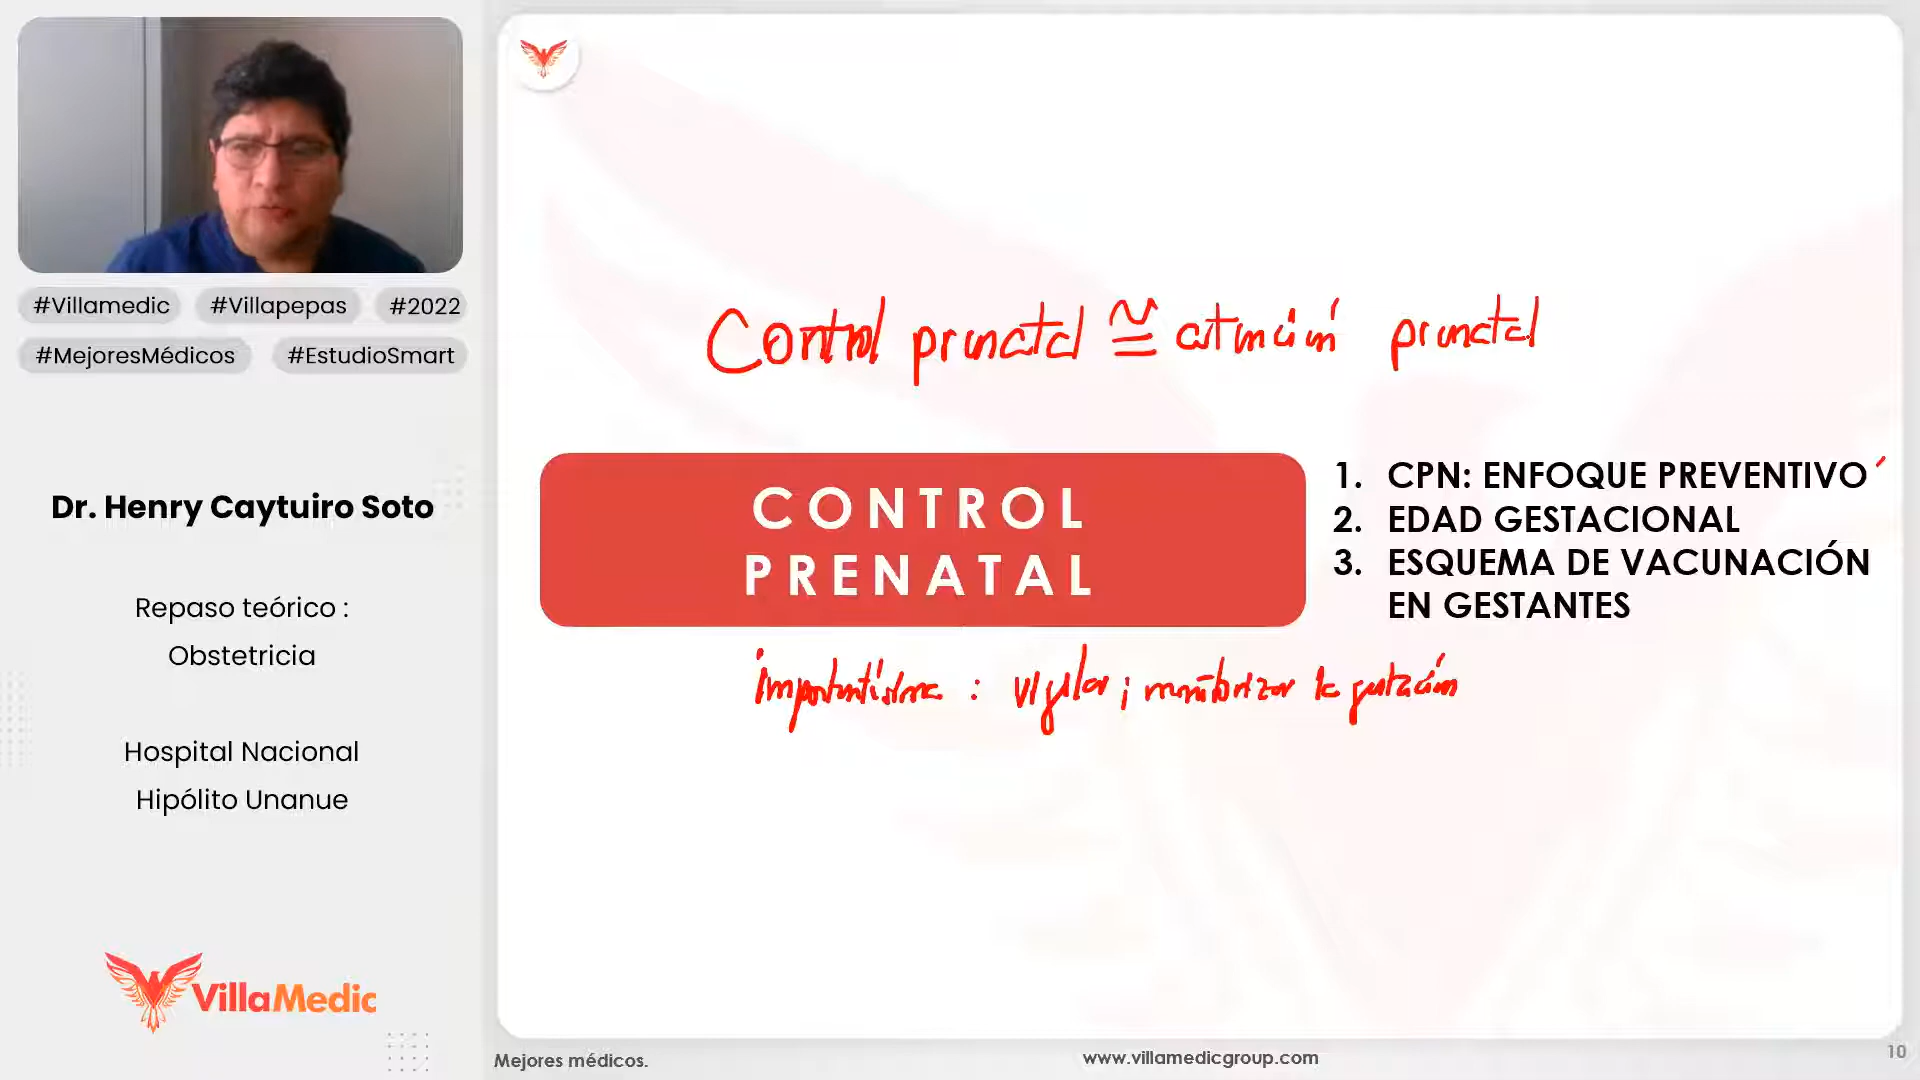 #Villamedic #Villapepas #2022
#MejoresMédicos #EstudioSmart
Dr. Henry Caytuiro Soto
Repaso teórico :
Obstetricia
Hospital Nacional
Hipólito Unanue
VillaMedic
Control prenatal ≅ atención prenatal
CONTROL
PRENATAL
1. CPN: ENFOQUE PREVENTIVO
2. EDAD GESTACIONAL
3. ESQUEMA DE VACUNACIÓN
EN GESTANTES
importantísimo : vigilar ; monitorizar la gestación
Mejores médicos.
www.villamedicgroup.com
10